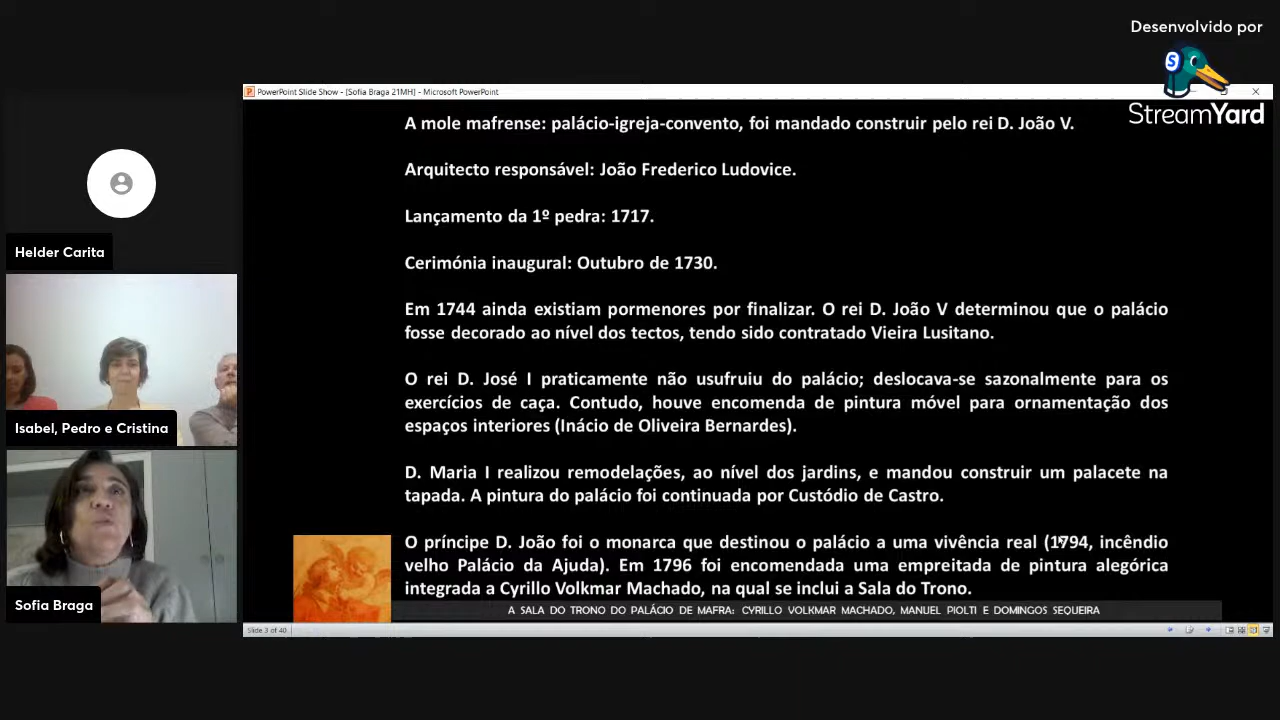 Desenvolvido por
StreamYard
PowerPoint Slide Show - [Sofia Braga 21MH] - Microsoft PowerPoint
A mole mafrense: palácio-igreja-convento, foi mandado construir pelo rei D. João V.
Arquitecto responsável: João Frederico Ludovice.
Lançamento da 1º pedra: 1717.
Cerimónia inaugural: Outubro de 1730.
Em 1744 ainda existiam pormenores por finalizar. O rei D. João V determinou que o palácio
fosse decorado ao nível dos tectos, tendo sido contratado Vieira Lusitano.
O rei D. José I praticamente não usufruiu do palácio; deslocava-se sazonalmente para os
exercícios de caça. Contudo, houve encomenda de pintura móvel para ornamentação dos
espaços interiores (Inácio de Oliveira Bernardes).
D. Maria I realizou remodelações, ao nível dos jardins, e mandou construir um palacete na
tapada. A pintura do palácio foi continuada por Custódio de Castro.
O príncipe D. João foi o monarca que destinou o palácio a uma vivência real (1794, incêndio
velho Palácio da Ajuda). Em 1796 foi encomendada uma empreitada de pintura alegórica
integrada a Cyrillo Volkmar Machado, na qual se inclui a Sala do Trono.
A SALA DO TRONO DO PALÁCIO DE MAFRA: CYRILLO VOLKMAR MACHADO, MANUEL PIOLTI E DOMINGOS SEQUEIRA
Slide 3 of 40
Helder Carita
Isabel, Pedro e Cristina
Sofia Braga